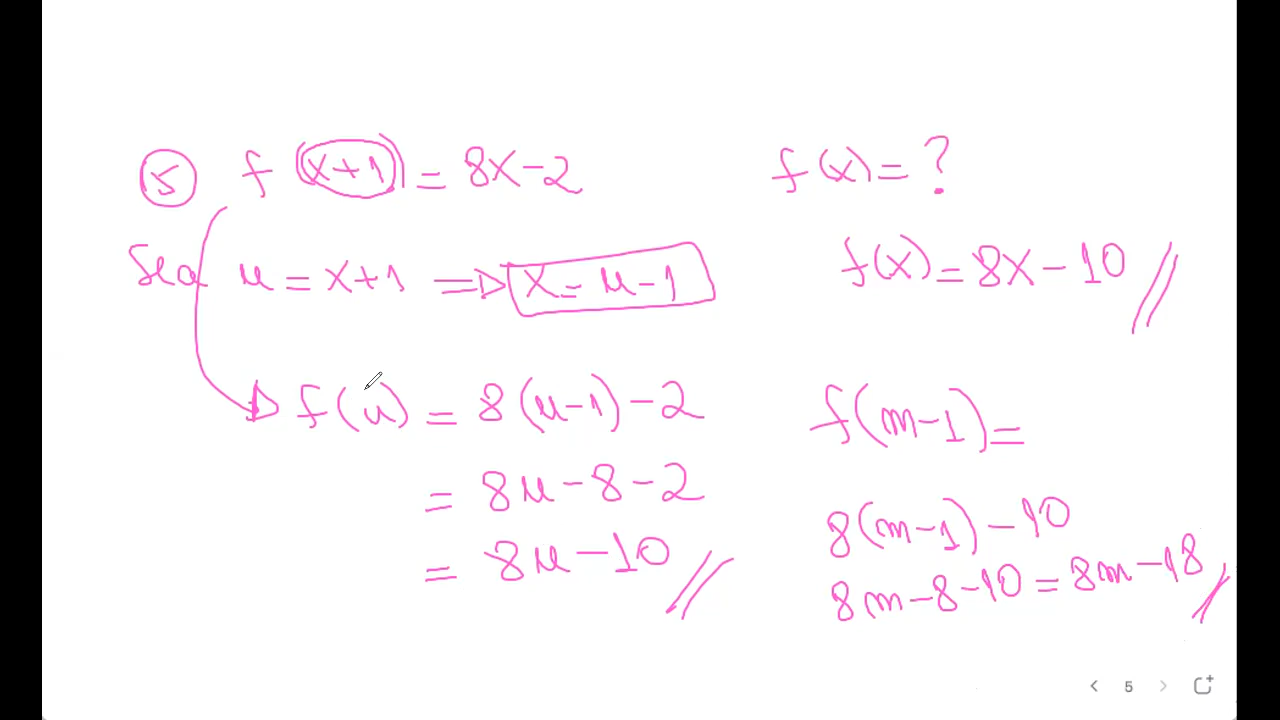 5 f(x+1) = 8x-2
Sea u = x+1 ⇒ x = u-1
f(u) = 8(u-1)-2
= 8u-8-2
= 8u-10 //
f(x) = ?
f(x) = 8x-10 //
f(m-1) =
8(m-1)-10
8m-8-10 = 8m-18 //
5